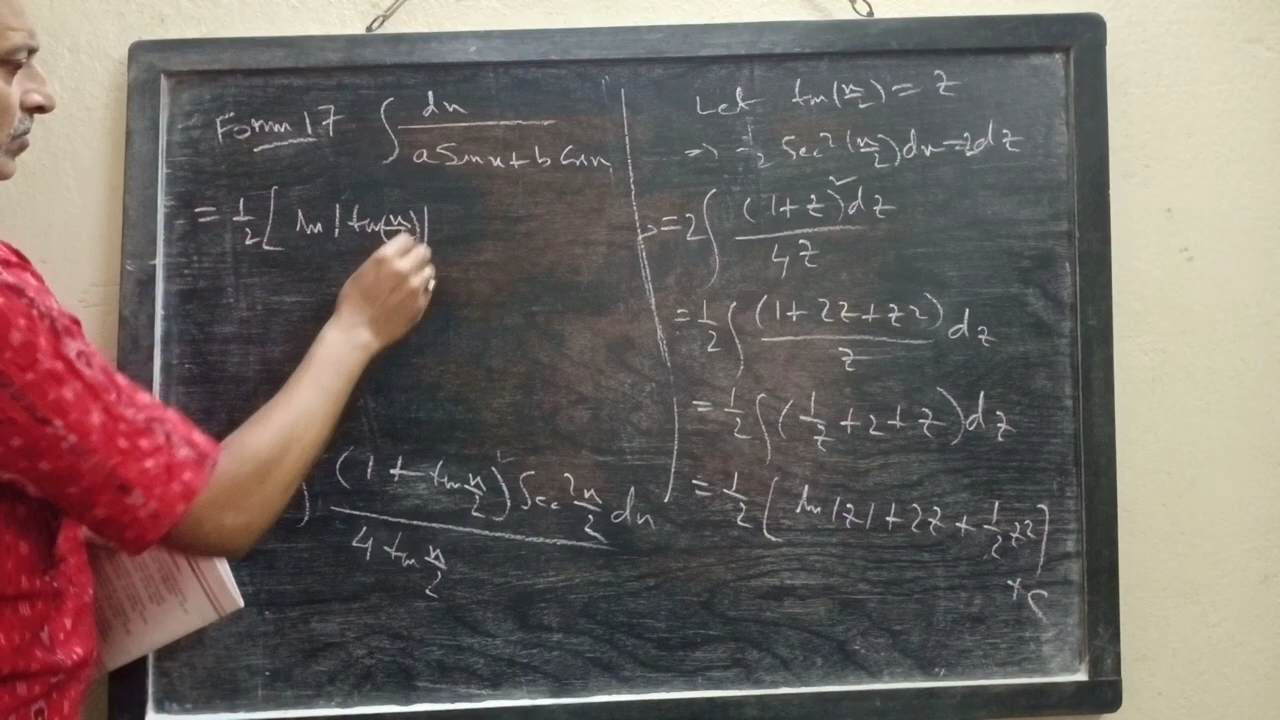 Form 17 ∫ dx / (a Sin x + b Cos x)
= 1/2 [ ln | tan(x/2) |
(1 + tan x/2)² Sec² x/2 dx / (4 tan x/2)
Let tan(x/2) = z
⇒ 1/2 Sec²(x/2) dx = 2dz
= 2 ∫ (1+z)² dz / 4z
= 1/2 ∫ (1+2z+z²) / z dz
= 1/2 ∫ (1/z + 2 + z) dz
= 1/2 [ ln |z| + 2z + 1/2 z² ]
+ C